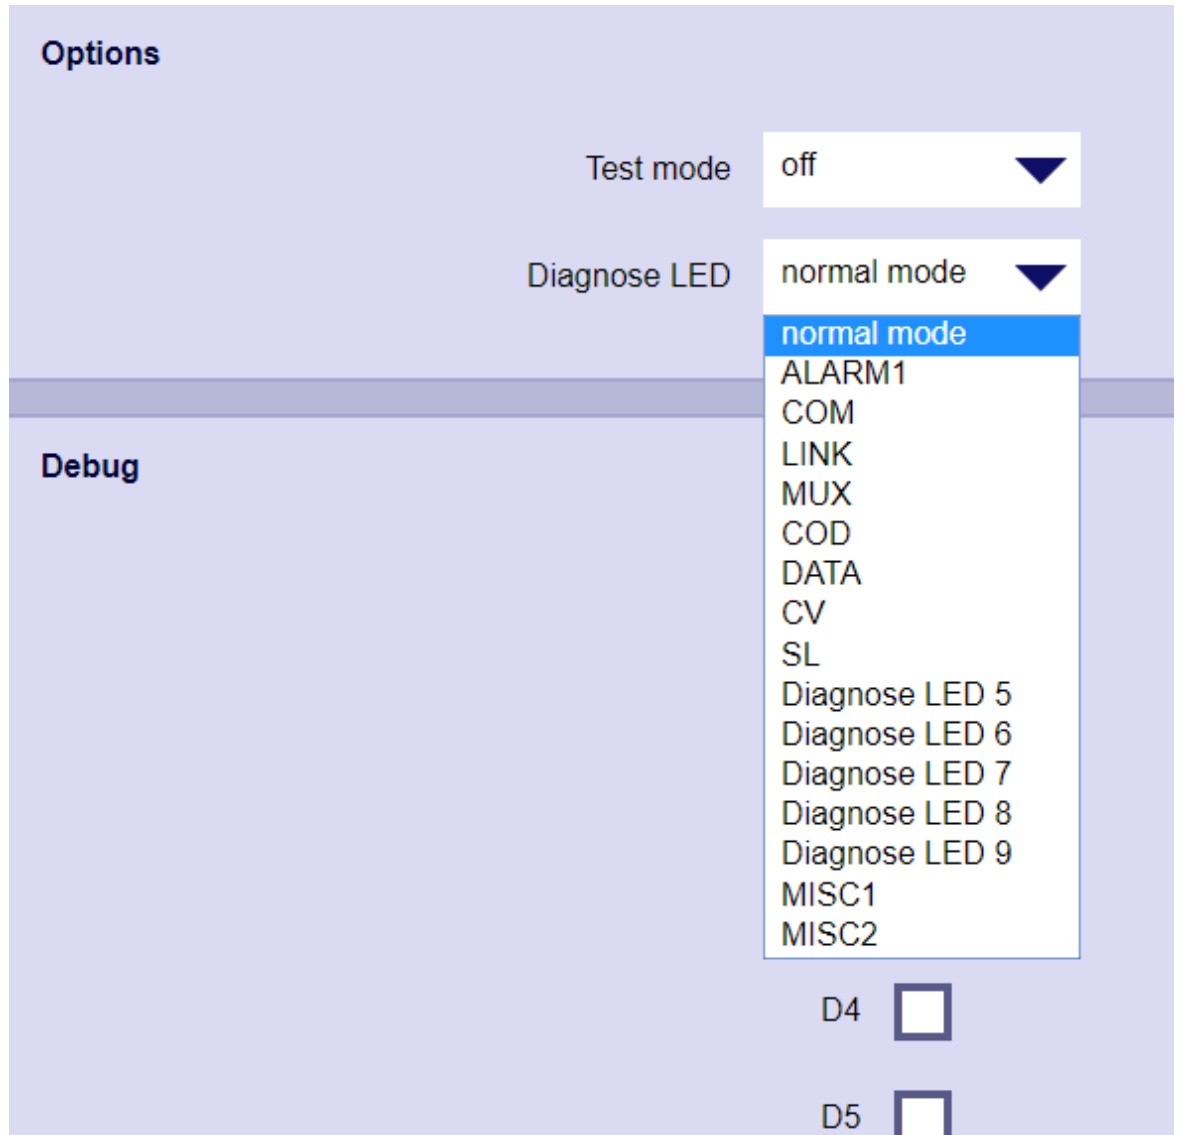 Options
Test mode off
Diagnose LED normal mode
normal mode
ALARM1
COM
LINK
Debug
MUX
COD
DATA
CV
SL
Diagnose LED 5
Diagnose LED 6
Diagnose LED 7
Diagnose LED 8
Diagnose LED 9
MISC1
MISC2
D4
D5